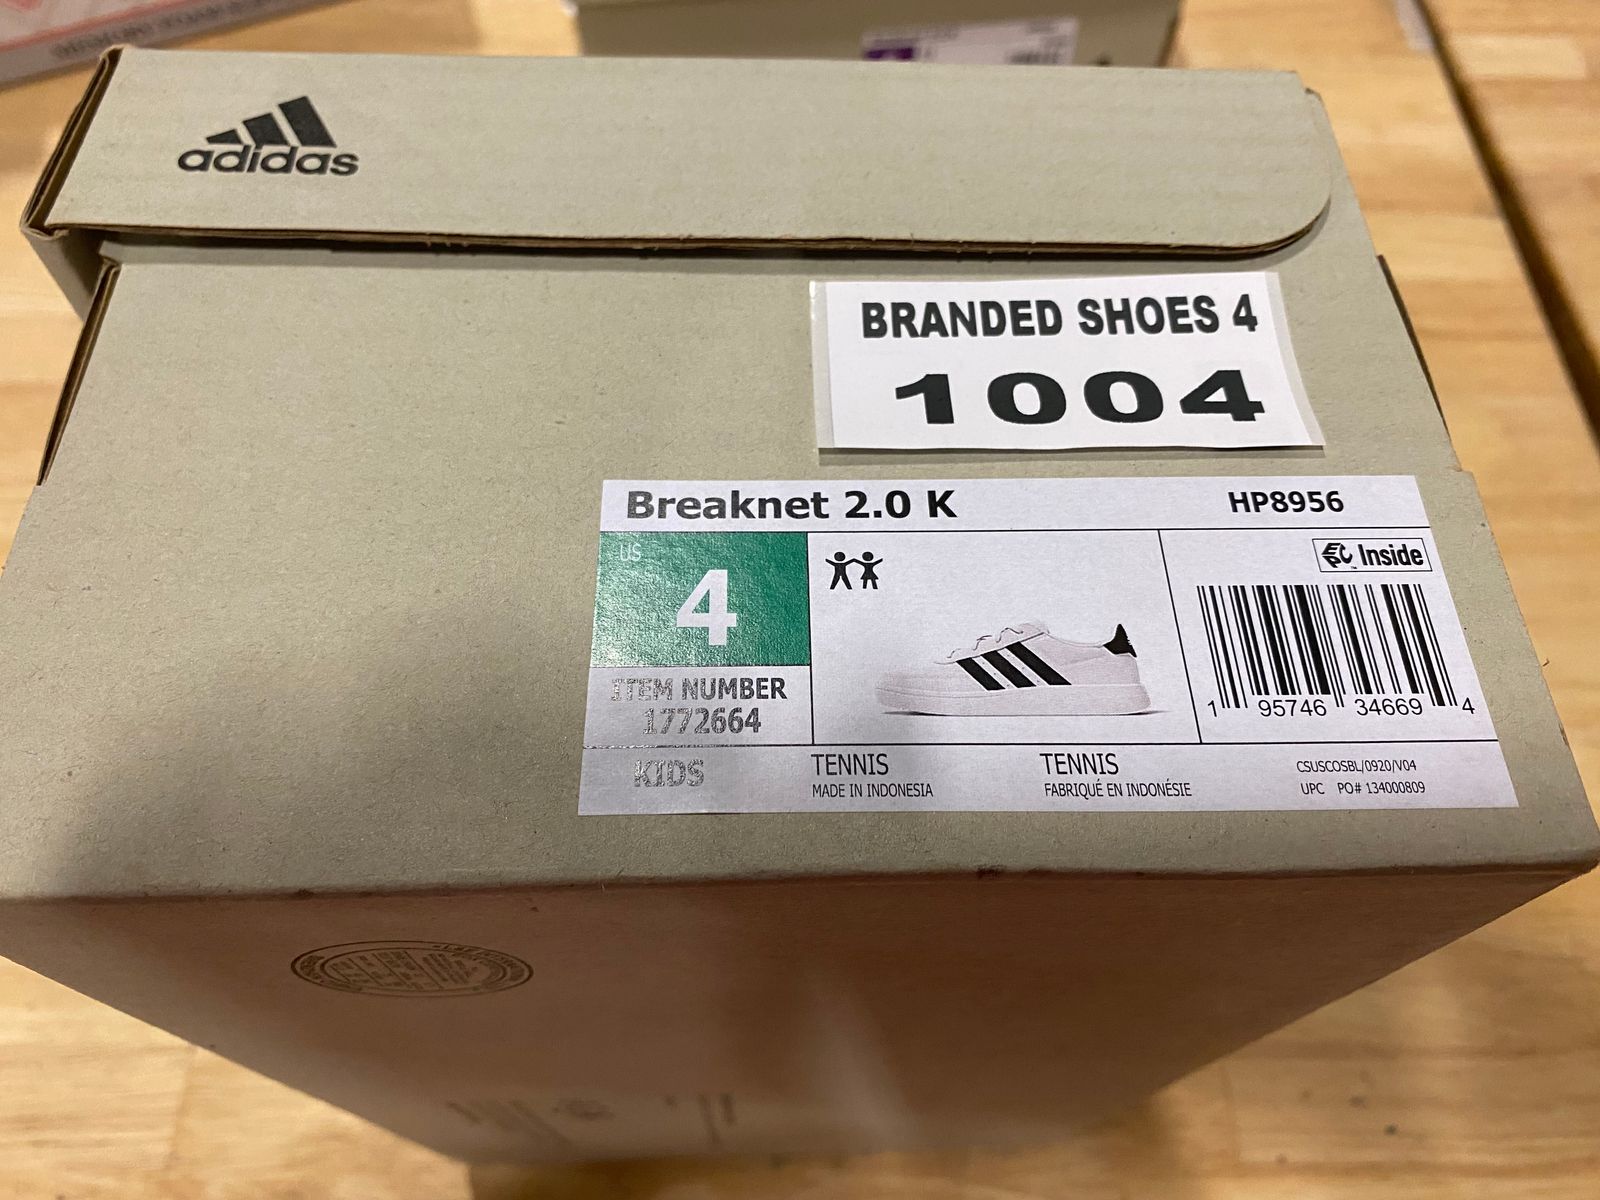 adidas
BRANDED SHOES 4
1004
Breaknet 2.0 K
HP8956
US
4
Inside
ITEM NUMBER
1772664
1 95746 34669 4
KIDS
TENNIS
MADE IN INDONESIA
TENNIS
FABRIQUÉ EN INDONÉSIE
CSUSCOSBL/0920/V04
UPC PO# 134000809